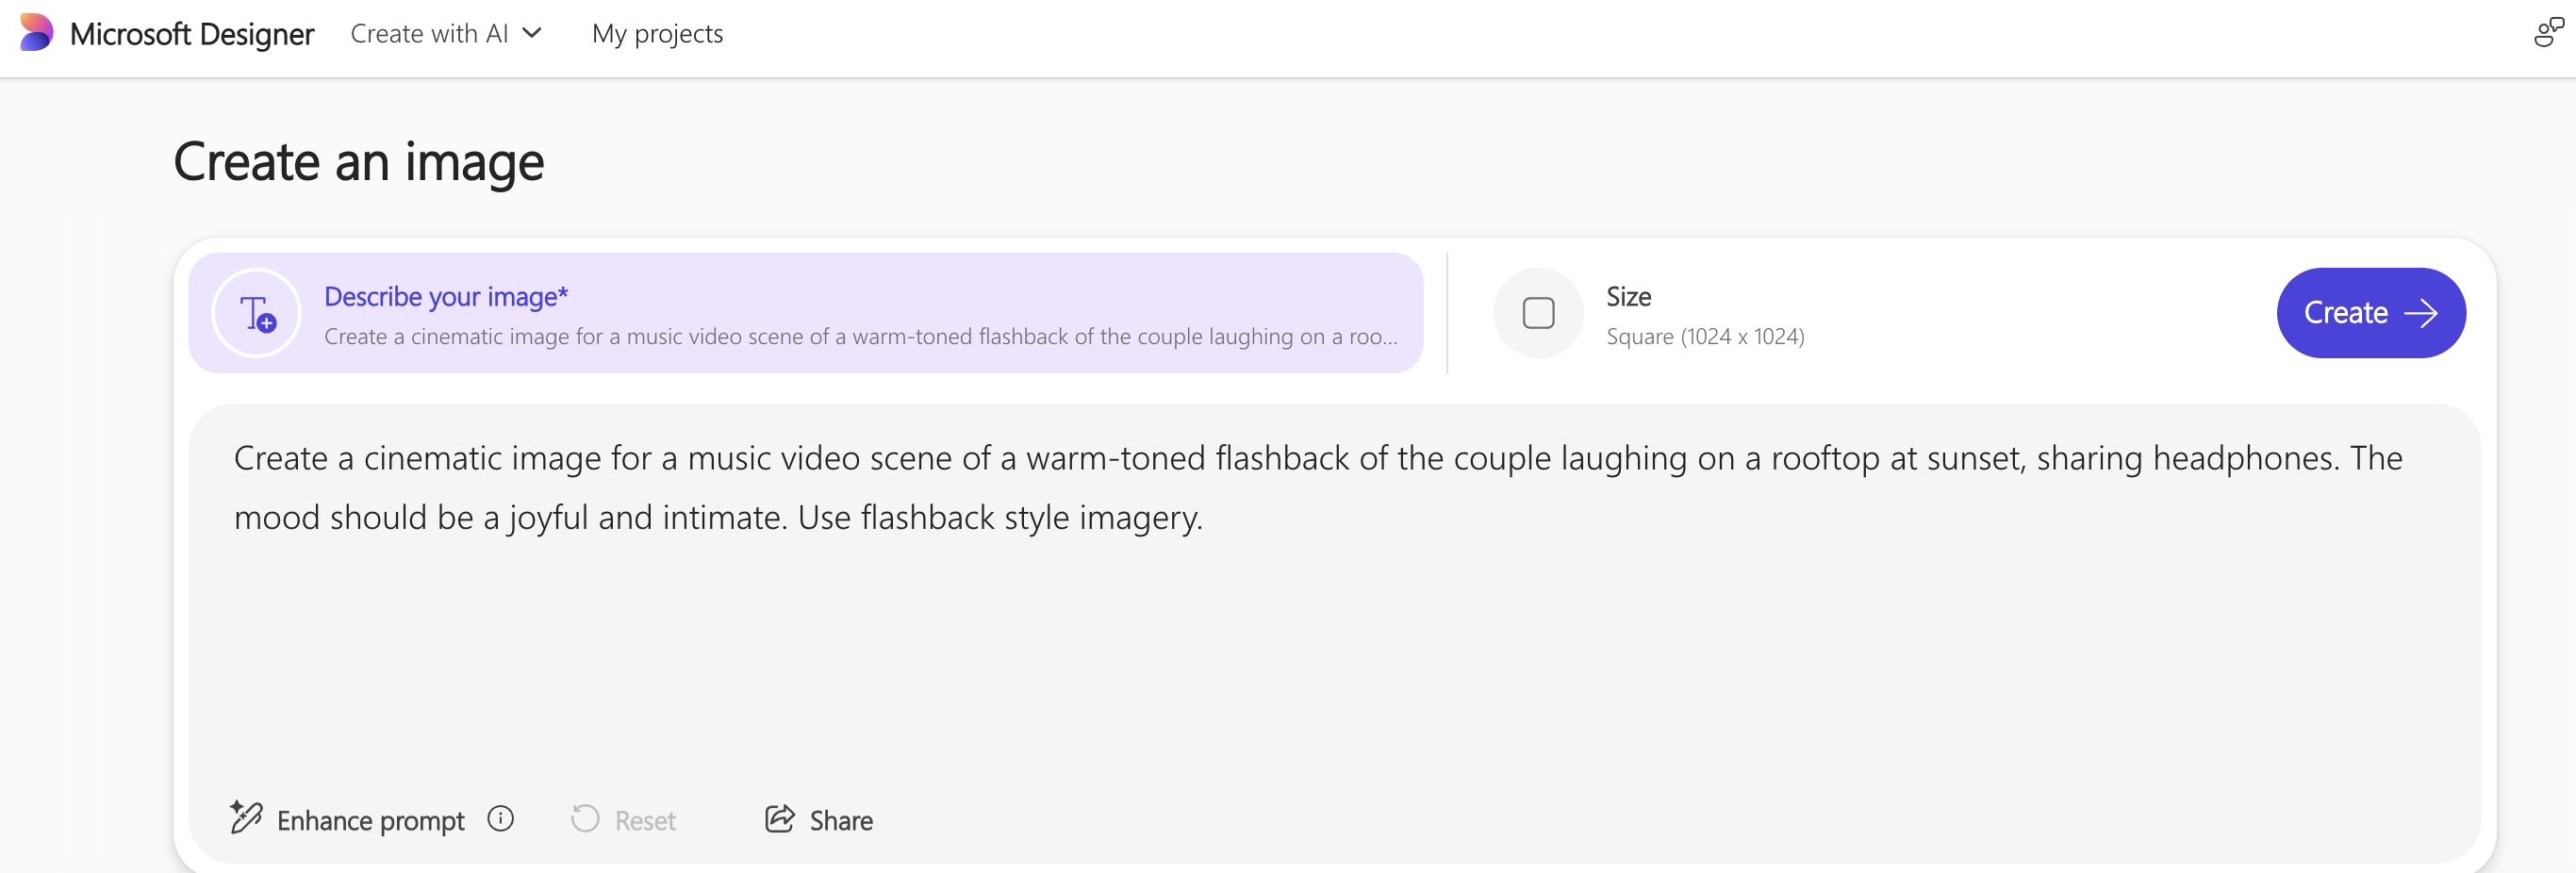 Microsoft Designer Create with AI My projects
Create an image
Describe your image*
Create a cinematic image for a music video scene of a warm-toned flashback of the couple laughing on a roo...
Size
Square (1024 x 1024)
Create
Create a cinematic image for a music video scene of a warm-toned flashback of the couple laughing on a rooftop at sunset, sharing headphones. The
mood should be a joyful and intimate. Use flashback style imagery.
Enhance prompt Reset Share